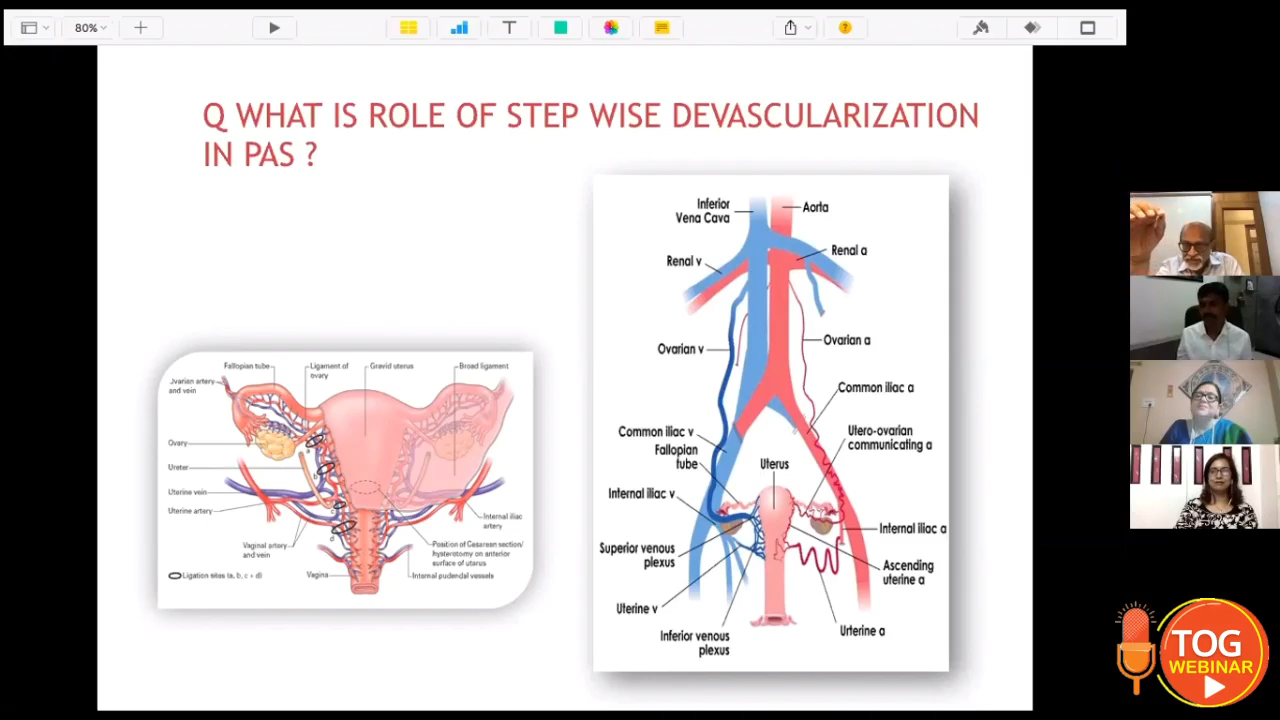 80%
T
?
Q WHAT IS ROLE OF STEP WISE DEVASCULARIZATION
IN PAS ?
Fallopian tube
Ligament of
ovary
Gravid uterus
Broad ligament
Jvarian artery
and vein
Ovary
Ureter
Uterine vein
Uterine artery
Vaginal artery
and vein
Ligation sites (a, b, c + d)
Vagina
Internal iliac
artery
Position of Cesarean section/
hysterotomy on anterior
surface of uterus
Internal pudendal vessels
a
b
c
d
Inferior
Vena Cava
Aorta
Renal v
Renal a
Ovarian v
Ovarian a
Common iliac a
Common iliac v
Utero-ovarian
communicating a
Fallopian
tube
Uterus
Internal iliac v
Internal iliac a
Superior venous
plexus
Ascending
uterine a
Uterine v
Urterine a
Inferior venous
plexus
TOG
WEBINAR